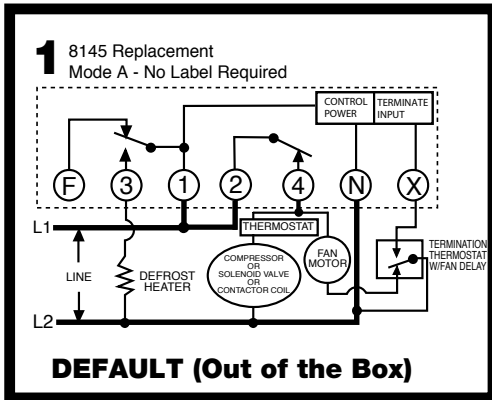 1
8145 Replacement
Mode A - No Label Required
CONTROL
POWER
TERMINATE
INPUT
F
3
1
2
4
N
X
L1
THERMOSTAT
LINE
DEFROST
HEATER
COMPRESSOR
OR
SOLENOID VALVE
OR
CONTACTOR COIL
FAN
MOTOR
TERMINATION
THERMOSTAT
W/FAN DELAY
L2
DEFAULT (Out of the Box)